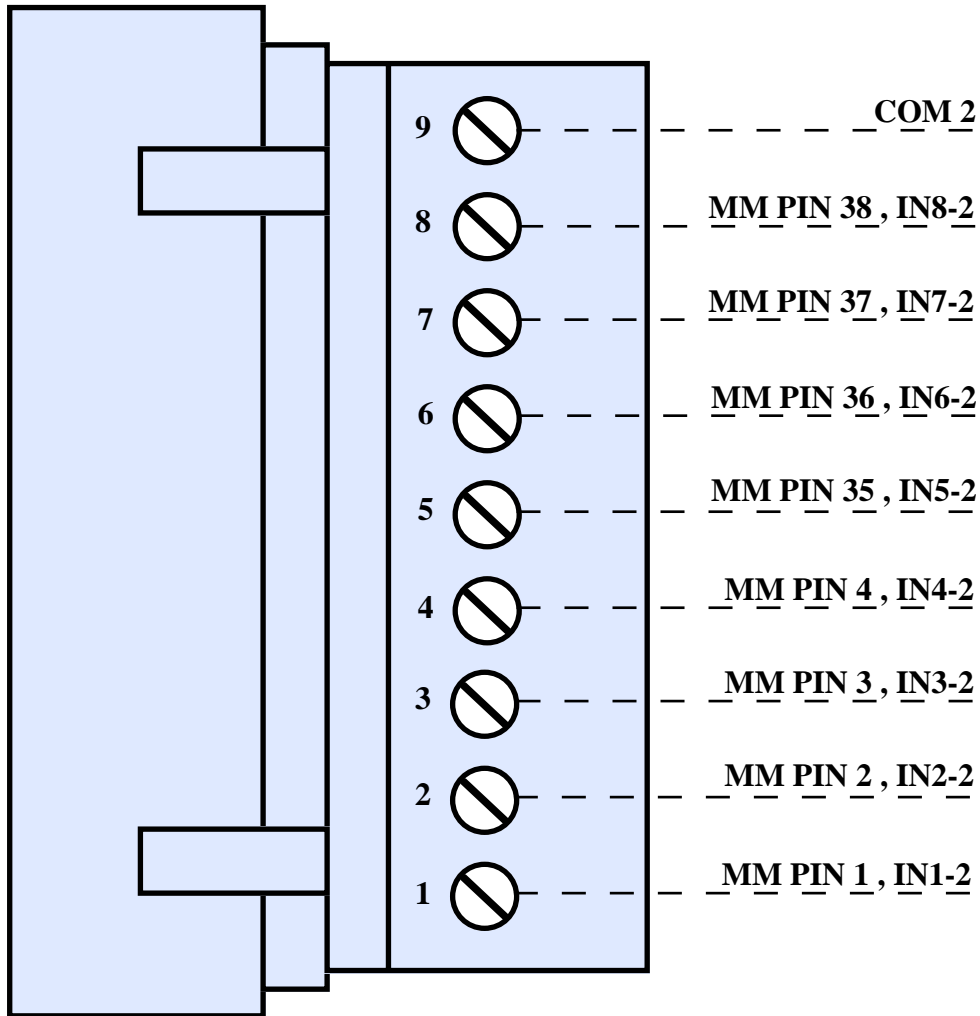 9 COM 2
8 MM PIN 38 , IN8-2
7 MM PIN 37 , IN7-2
6 MM PIN 36 , IN6-2
5 MM PIN 35 , IN5-2
4 MM PIN 4 , IN4-2
3 MM PIN 3 , IN3-2
2 MM PIN 2 , IN2-2
1 MM PIN 1 , IN1-2